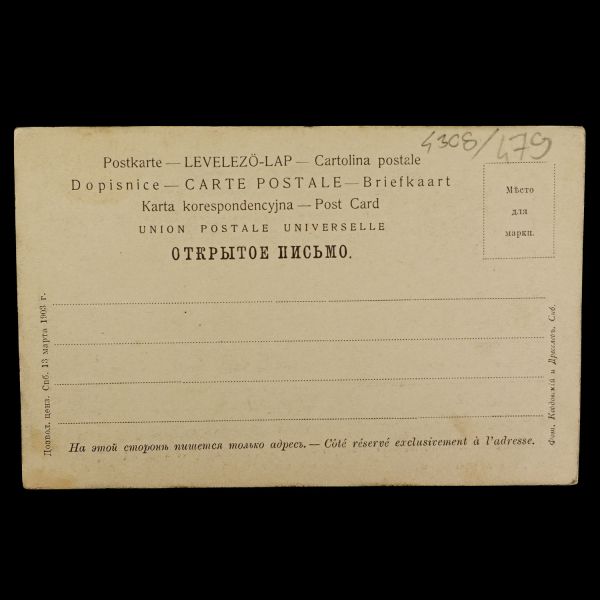 4308/479
Postkarte — LEVELEZÖ-LAP — Cartolina postale
Dopisnice — CARTE POSTALE — Briefkaart
Karta korespondencyjna — Post Card
UNION POSTALE UNIVERSELLE
ОТКРЫТОЕ ПИСЬМО.
Мѣсто
для
марки.
Дозвол. ценз. Спб. 13 марта 1903 г.
Фот. и Спб.
На этой сторонѣ пишется только адресъ. — Côté réservé exclusivement à l'adresse.